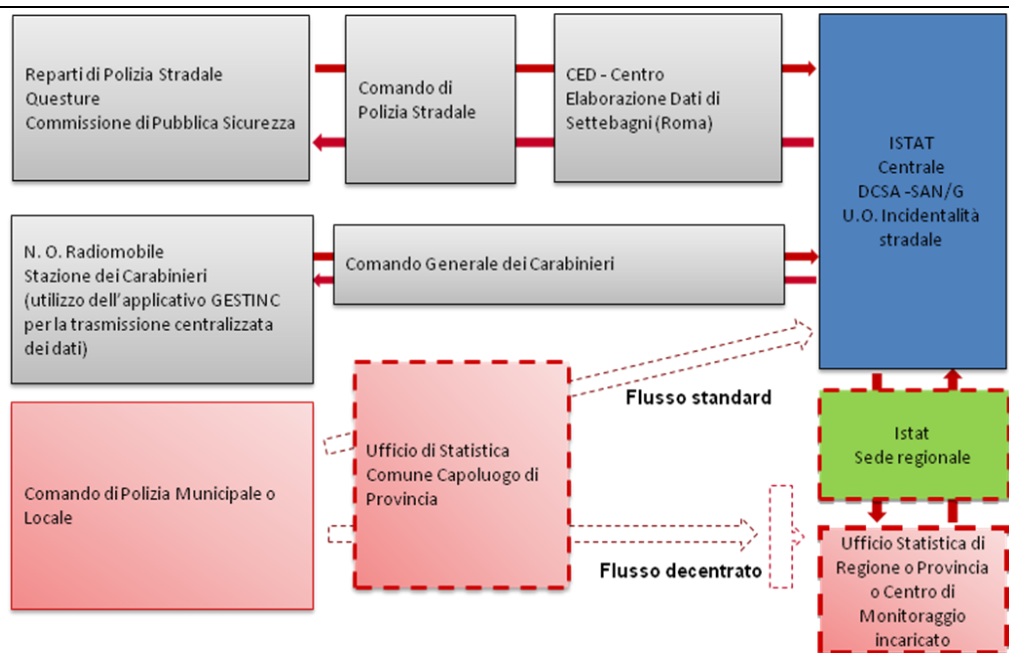 Reparti di Polizia Stradale
Questure
Commissione di Pubblica Sicurezza
Comando di
Polizia Stradale
CED - Centro
Elaborazione Dati di
Settebagni (Roma)
ISTAT
Centrale
DCSA -SAN/G
U.O. Incidentalità
stradale
N. O. Radiomobile
Stazione dei Carabinieri
(utilizzo dell'applicativo GESTINC
per la trasmissione centralizzata
dei dati)
Comando Generale dei Carabinieri
Flusso standard
Ufficio di Statistica
Comune Capoluogo di
Provincia
Istat
Sede regionale
Comando di Polizia Municipale o
Locale
Flusso decentrato
Ufficio Statistica di
Regione o Provincia
o Centro di
Monitoraggio
incaricato